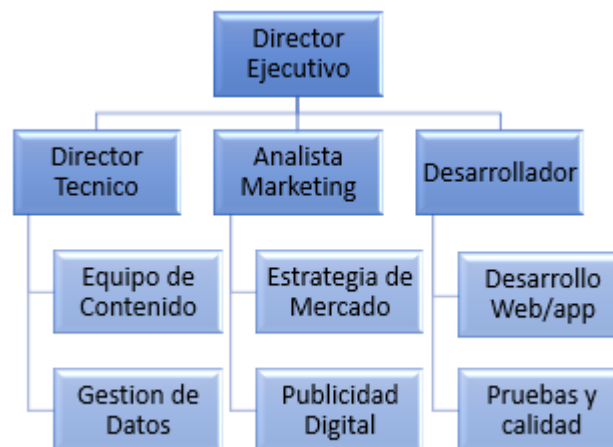 Director
Ejecutivo
Director
Tecnico
Analista
Marketing
Desarrollador
Equipo de
Contenido
Estrategia de
Mercado
Desarrollo
Web/app
Gestion de
Datos
Publicidad
Digital
Pruebas y
calidad